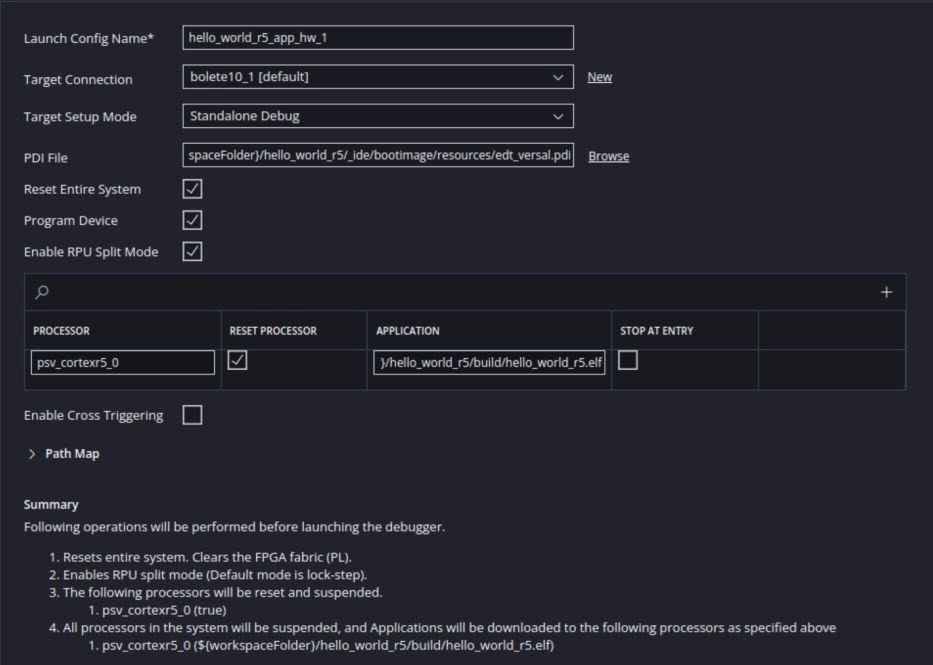 Launch Config Name* hello_world_r5_app_hw_1
Target Connection bolete10_1 [default] New
Target Setup Mode Standalone Debug
PDI File spaceFolder}/hello_world_r5/_ide/bootimage/resources/edt_versal.pdi Browse
Reset Entire System
Program Device
Enable RPU Split Mode
PROCESSOR RESET PROCESSOR APPLICATION STOP AT ENTRY
psv_cortexr5_0 }/hello_world_r5/build/hello_world_r5.elf
Enable Cross Triggering
Path Map
Summary
Following operations will be performed before launching the debugger.
1. Resets entire system. Clears the FPGA fabric (PL).
2. Enables RPU split mode (Default mode is lock-step).
3. The following processors will be reset and suspended.
1. psv_cortexr5_0 (true)
4. All processors in the system will be suspended, and Applications will be downloaded to the following processors as specified above
1. psv_cortexr5_0 (${workspaceFolder}/hello_world_r5/build/hello_world_r5.elf)